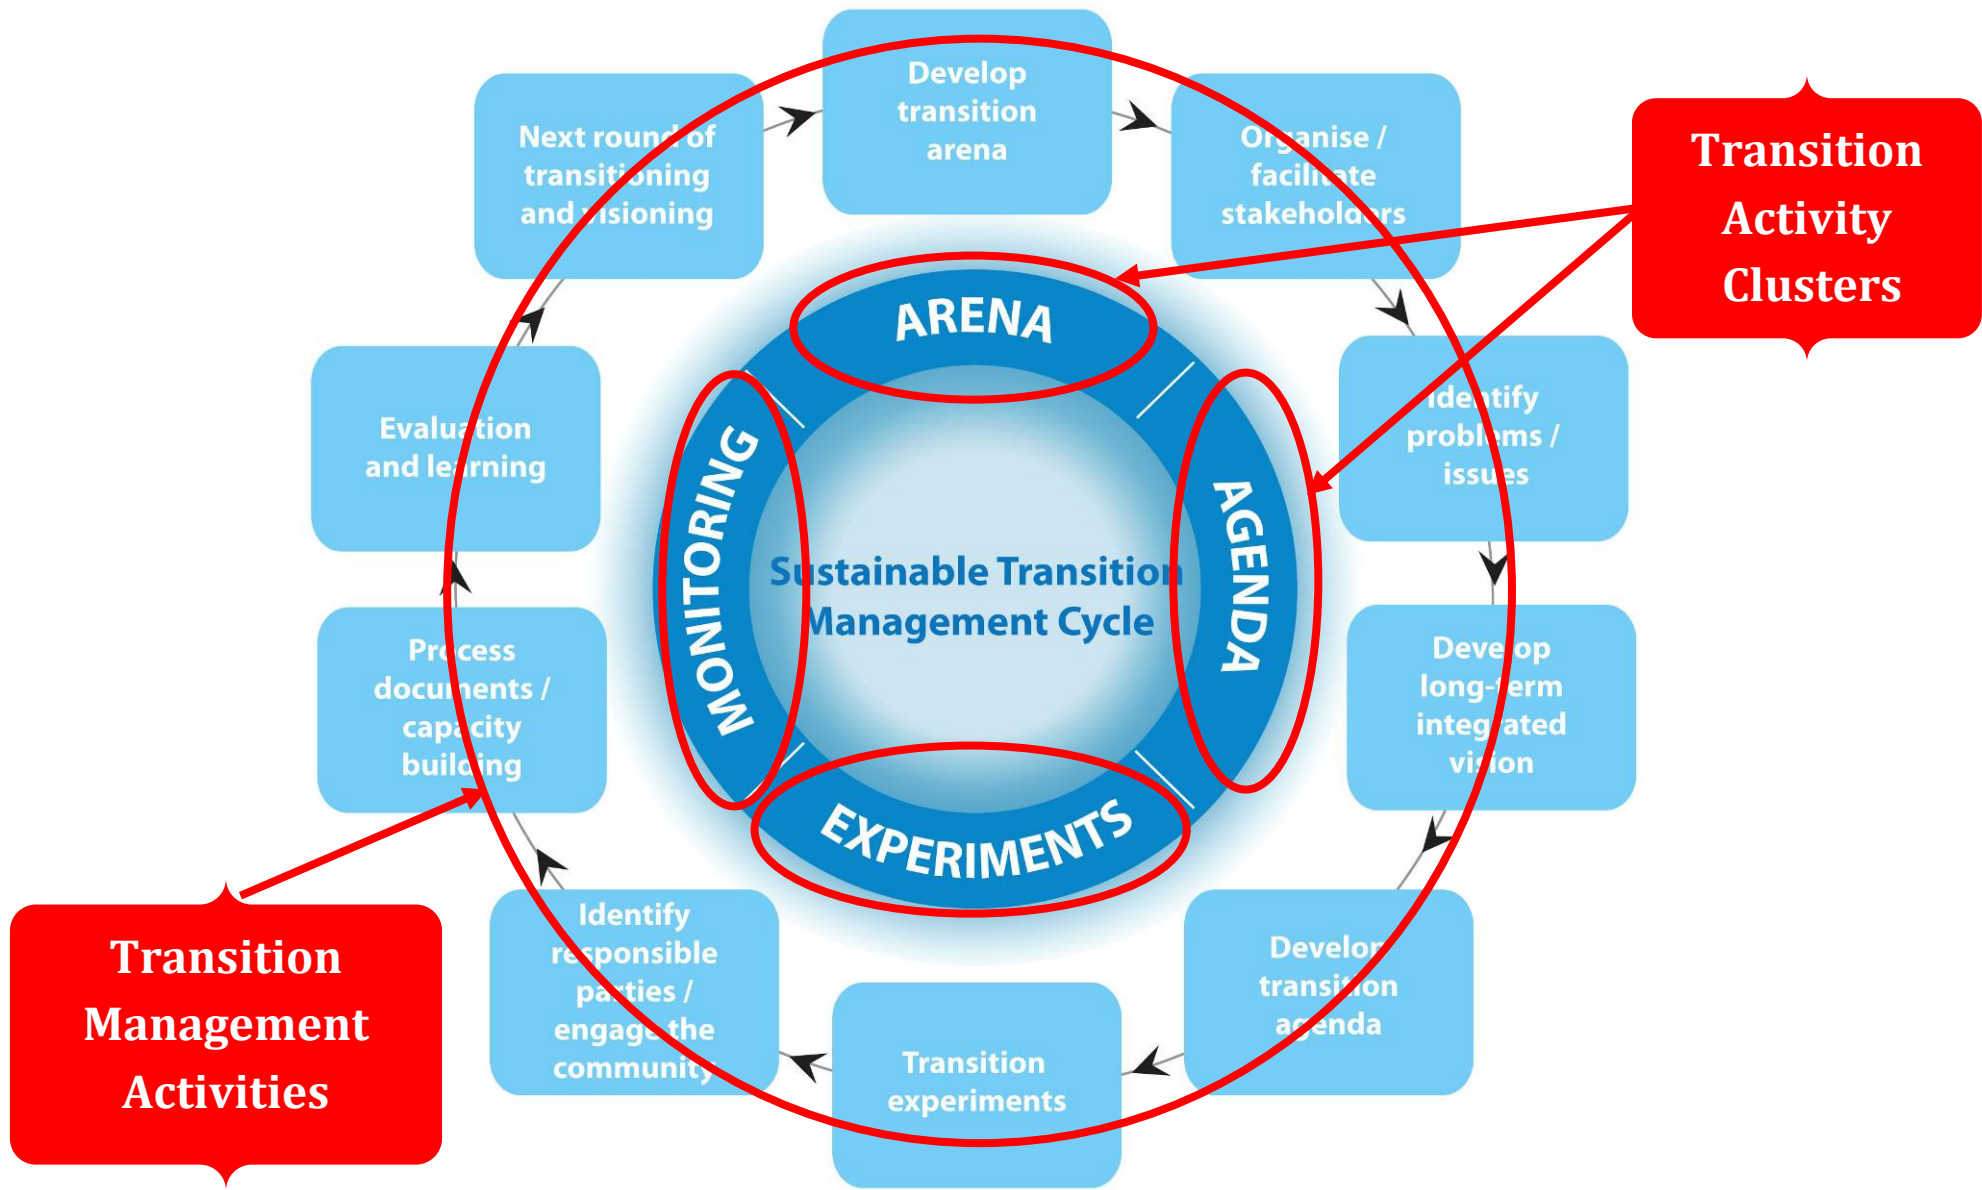 Develop
transition
arena
Organise /
facilitate
stakeholders
Identify
problems /
issues
Develop
long-term
integrated
vision
Develop
transition
agenda
Transition
experiments
Identify
responsible
parties /
engage the
community
Process
documents /
capacity
building
Evaluation
and learning
Next round of
transitioning
and visioning
ARENA
AGENDA
EXPERIMENTS
MONITORING
Sustainable Transition
Management Cycle
Transition
Activity
Clusters
Transition
Management
Activities